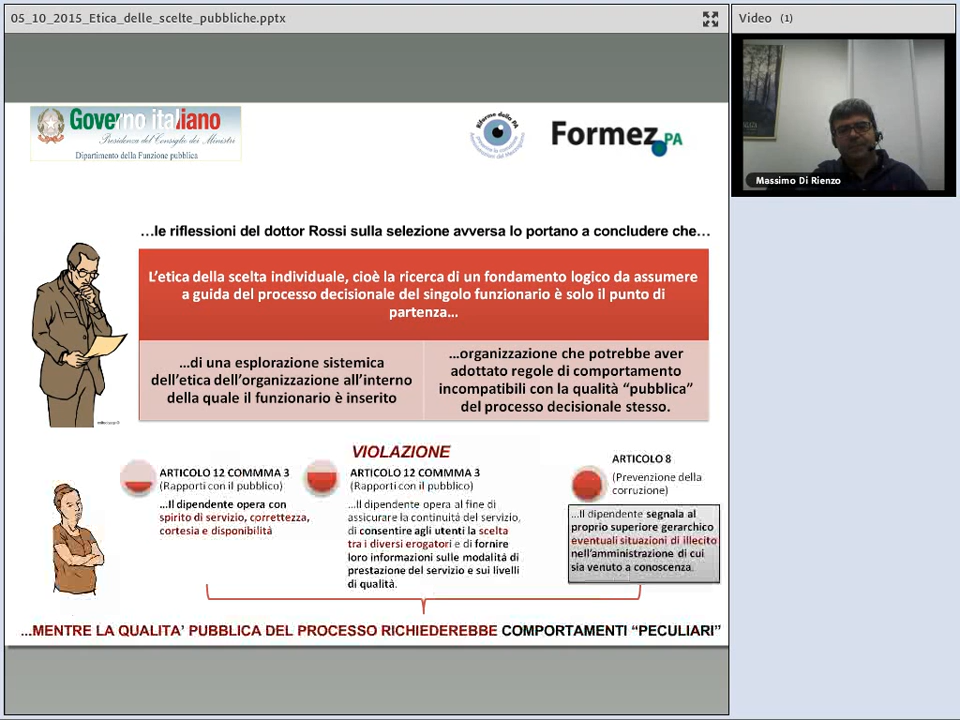 05_10_2015_Etica_delle_scelte_pubbliche.pptx
Video (1)
Massimo Di Rienzo
Governo italiano
Presidenza del Consiglio dei Ministri
Dipartimento della Funzione pubblica
Riforma della PA
Formez PA
…le riflessioni del dottor Rossi sulla selezione avversa lo portano a concludere che…
L’etica della scelta individuale, cioè la ricerca di un fondamento logico da assumere
a guida del processo decisionale del singolo funzionario è solo il punto di
partenza…
…di una esplorazione sistemica
dell’etica dell’organizzazione all’interno
della quale il funzionario è inserito
…organizzazione che potrebbe aver
adottato regole di comportamento
incompatibili con la qualità “pubblica”
del processo decisionale stesso.
VIOLAZIONE
ARTICOLO 12 COMMMA 3
(Rapporti con il pubblico)
…Il dipendente opera con
spirito di servizio, correttezza,
cortesia e disponibilità
ARTICOLO 12 COMMMA 3
(Rapporti con il pubblico)
…Il dipendente opera al fine di
assicurare la continuità del servizio,
di consentire agli utenti la scelta
tra i diversi erogatori e di fornire
loro informazioni sulle modalità di
prestazione del servizio e sui livelli
di qualità.
ARTICOLO 8
(Prevenzione della
corruzione)
…Il dipendente segnala al
proprio superiore gerarchico
eventuali situazioni di illecito
nell’amministrazione di cui
sia venuto a conoscenza.
...MENTRE LA QUALITA’ PUBBLICA DEL PROCESSO RICHIEDEREBBE COMPORTAMENTI “PECULIARI”